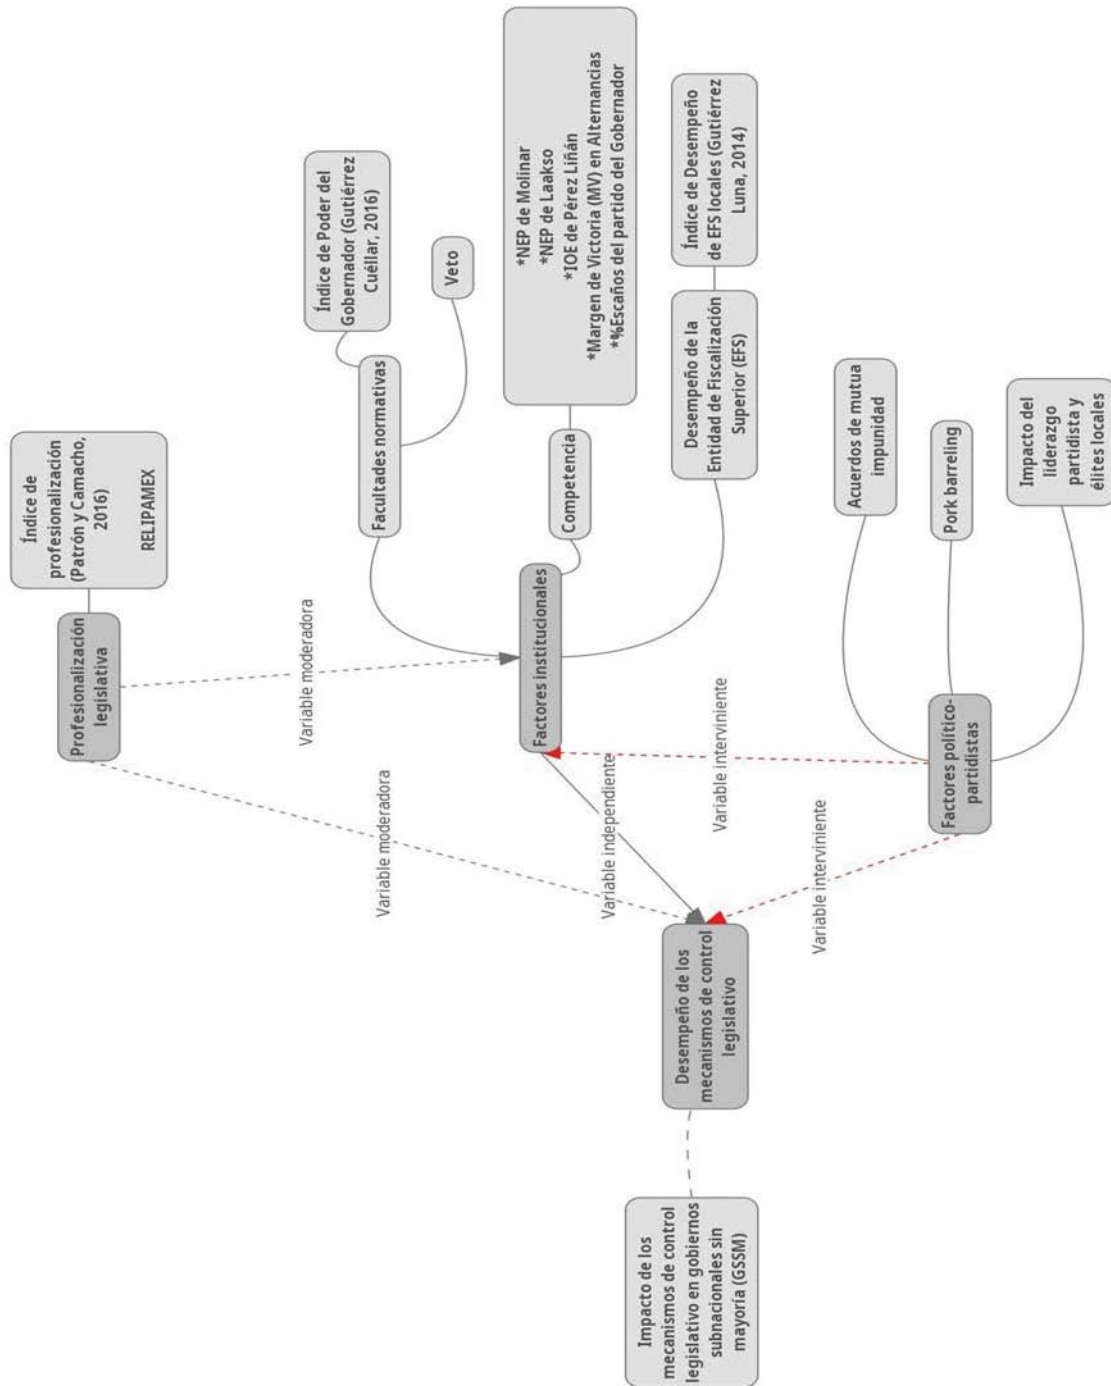 Índice de
profesionalización
(Patrón y Camacho,
2016)
RELIPAMEX
Profesionalización
legislativa
Variable moderadora
Variable moderadora
Índice de Poder del
Gobernador (Gutiérrez
Cuéllar, 2016)
Veto
Facultades normativas
*NEP de Molinar
*NEP de Laakso
*IOE de Pérez Liñán
*Margen de Victoria (MV) en Alternancias
*%Escaños del partido del Gobernador
Competencia
Factores institucionales
Variable independiente
Índice de Desempeño
de EFS locales (Gutiérrez
Luna, 2014)
Desempeño de la
Entidad de Fiscalización
Superior (EFS)
Variable interviniente
Variable interviniente
Desempeño de los
mecanismos de control
legislativo
Impacto de los
mecanismos de control
legislativo en gobiernos
subnacionales sin
mayoría (GSSM)
Acuerdos de mutua
impunidad
Pork barreling
Impacto del
liderazgo
partidista y
élites locales
Factores político-
partidistas